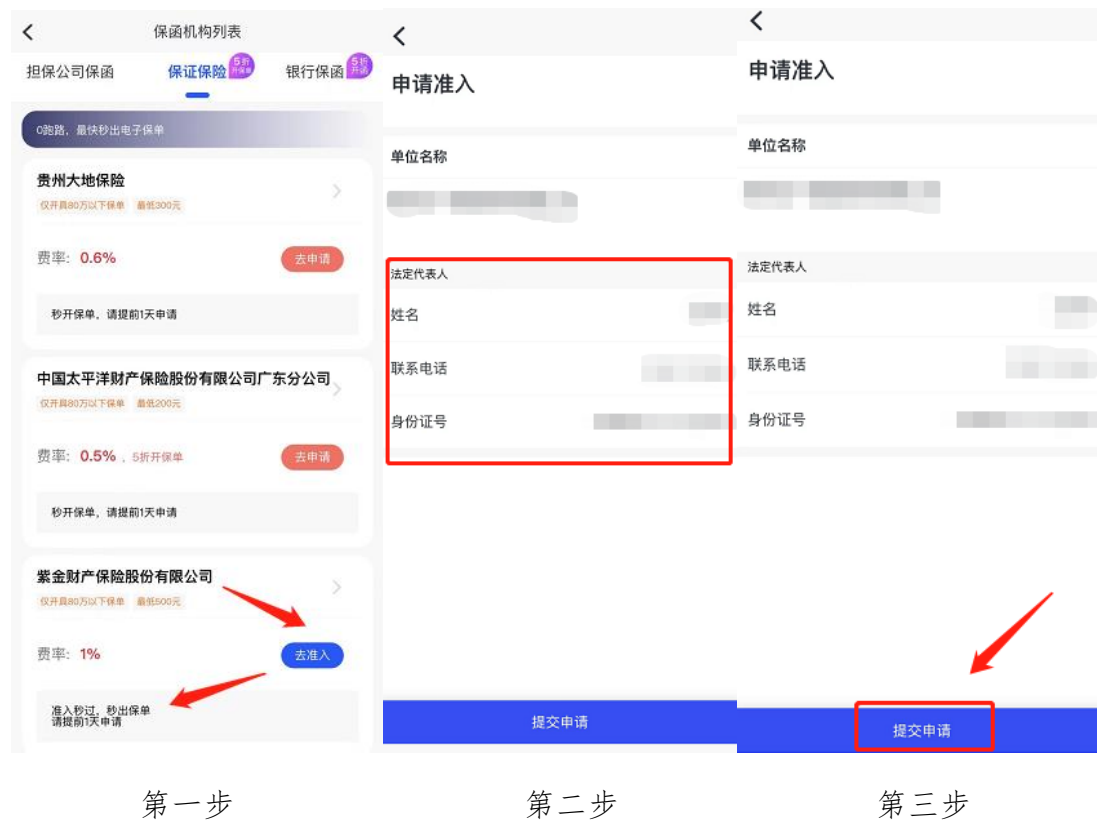 保函机构列表
担保公司保函
保证保险
5折
开保单
银行保函
5折
开函
0跑路，最快秒出电子保单
贵州大地保险
仅开具80万以下保单 最低300元
费率: 0.6%
去申请
秒开保单，请提前1天申请
中国太平洋财产保险股份有限公司广东分公司
仅开具80万以下保单 最低200元
费率: 0.5% ，5折开保单
去申请
秒开保单，请提前1天申请
紫金财产保险股份有限公司
仅开具80万以下保单 最低500元
费率: 1%
去准入
准入秒过，秒出保单
请提前1天申请
第一步
申请准入
单位名称
法定代表人
姓名
联系电话
身份证号
提交申请
第二步
申请准入
单位名称
法定代表人
姓名
联系电话
身份证号
提交申请
第三步